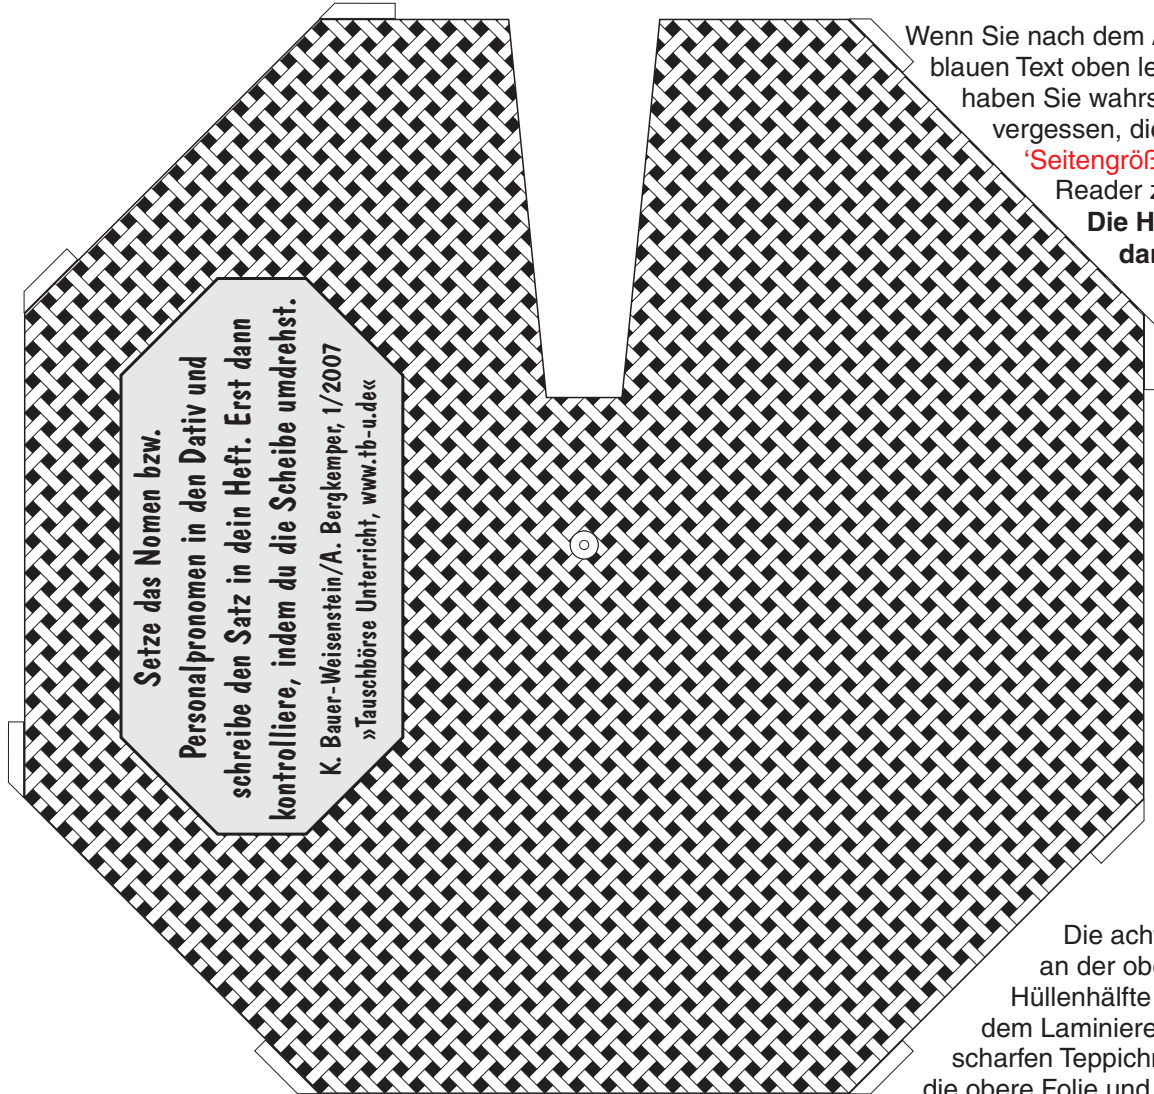 Wenn Sie nach dem
blauen Text oben
haben Sie
vergessen,
Reader
Die
Setze das Nomen bzw.
Personalpronomen in den Dativ und
schreibe den Satz in dein Heft. Erst dann
kontrolliere, indem du die Scheibe umdrehst.
K. Bauer-Weisenstein/A. Bergkemper, 1/2007
»Tauschbörse Unterricht, www.tb-u.de«
Die
an der
Hüllenhälfte
dem
scharfen
die obere Folie und